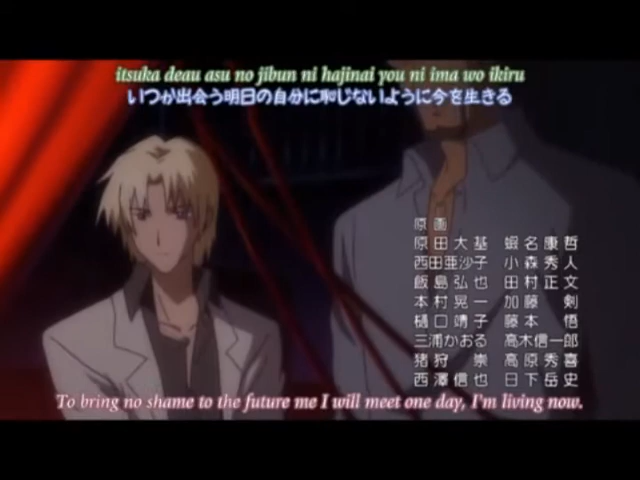 itsuka deau asu no jibun ni hajinai you ni ima wo ikiru
いつか出会う明日の自分に恥じないように今を生きる
原画
原田大基 蝦名康哲
西田亜沙子 小森秀人
飯島弘也 田村正文
本村晃一 加藤 剣
樋口靖子 藤本 悟
三浦かおる 高木信一郎
猪狩 崇 高原秀喜
西澤信也 日下岳史
To bring no shame to the future me I will meet one day, I'm living now.